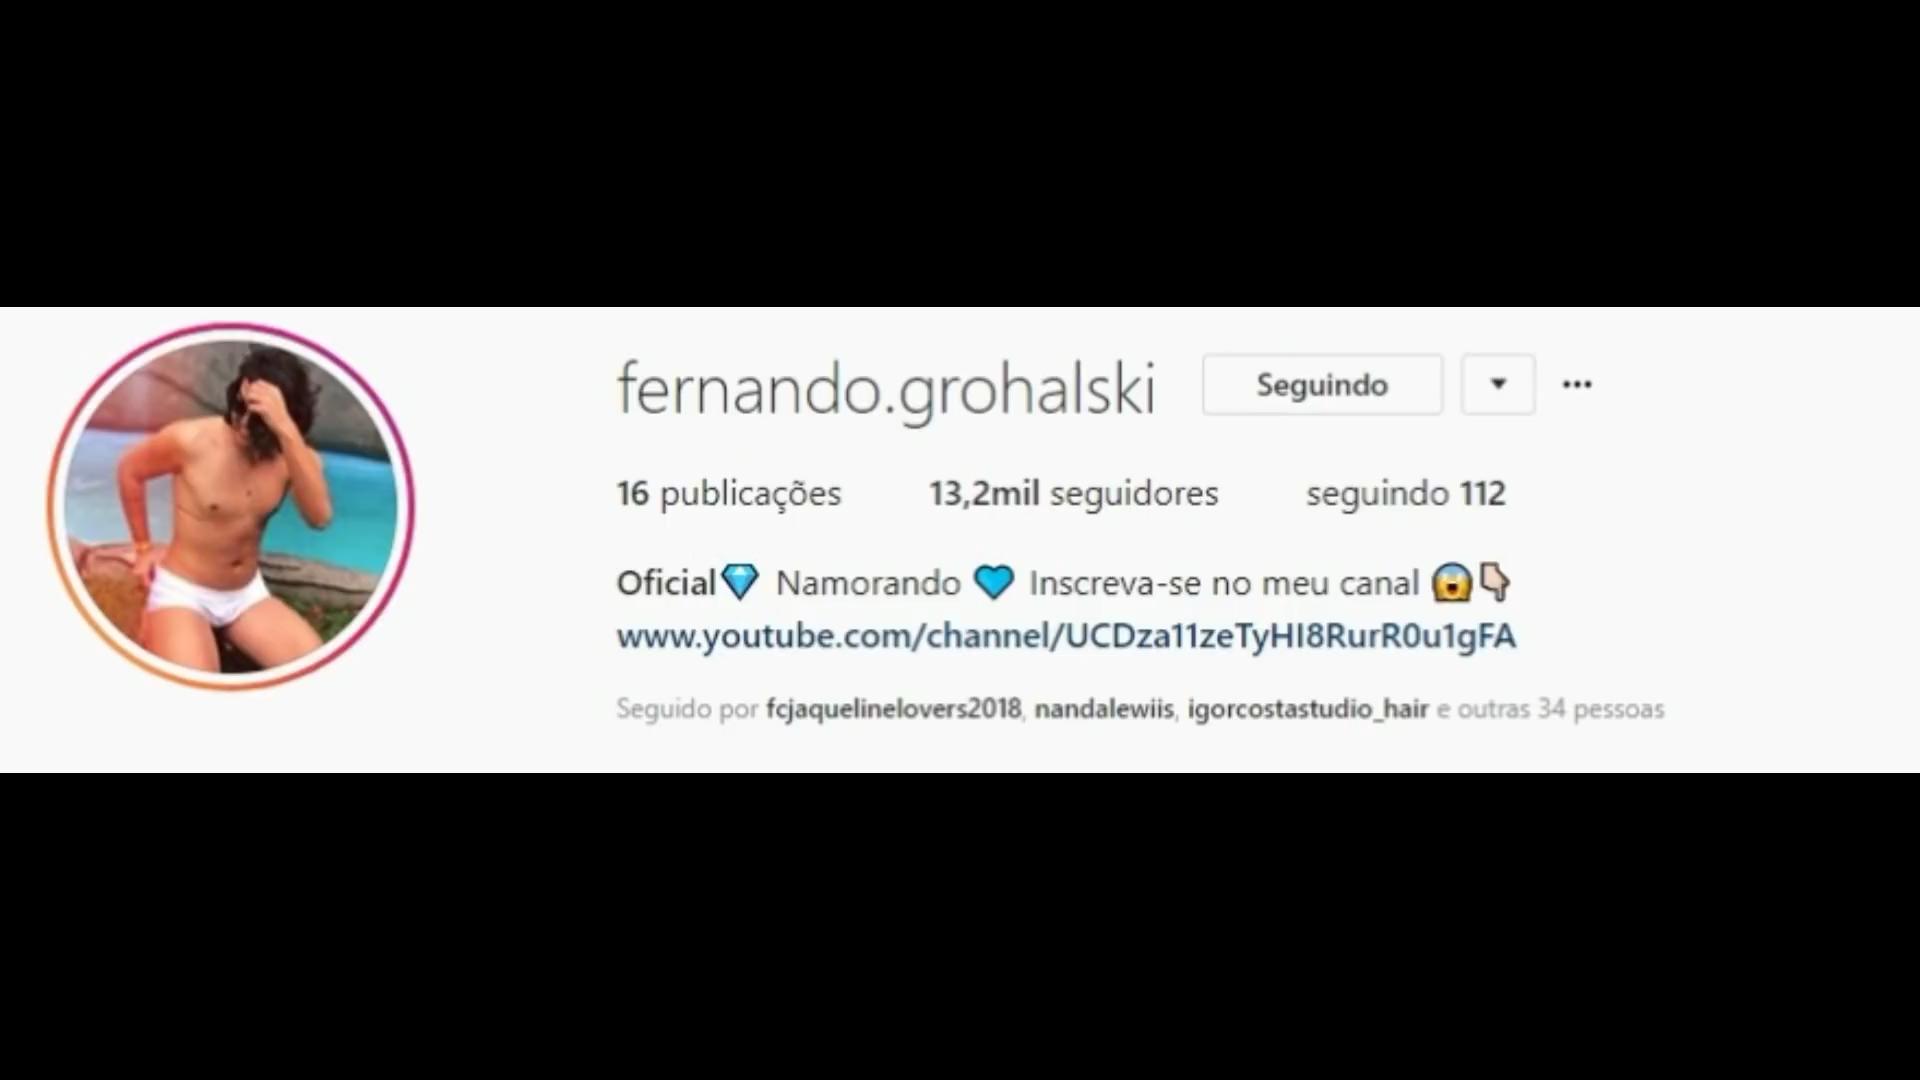 fernando.grohalski Seguindo
16 publicações 13,2mil seguidores seguindo 112
Oficial💎 Namorando 💙 Inscreva-se no meu canal 😱👇🏻
www.youtube.com/channel/UCDza11zeTyHI8RurR0u1gFA
Seguido por fcjaquelinelovers2018, nandalewiis, igorcostastudio_hair e outras 34 pessoas